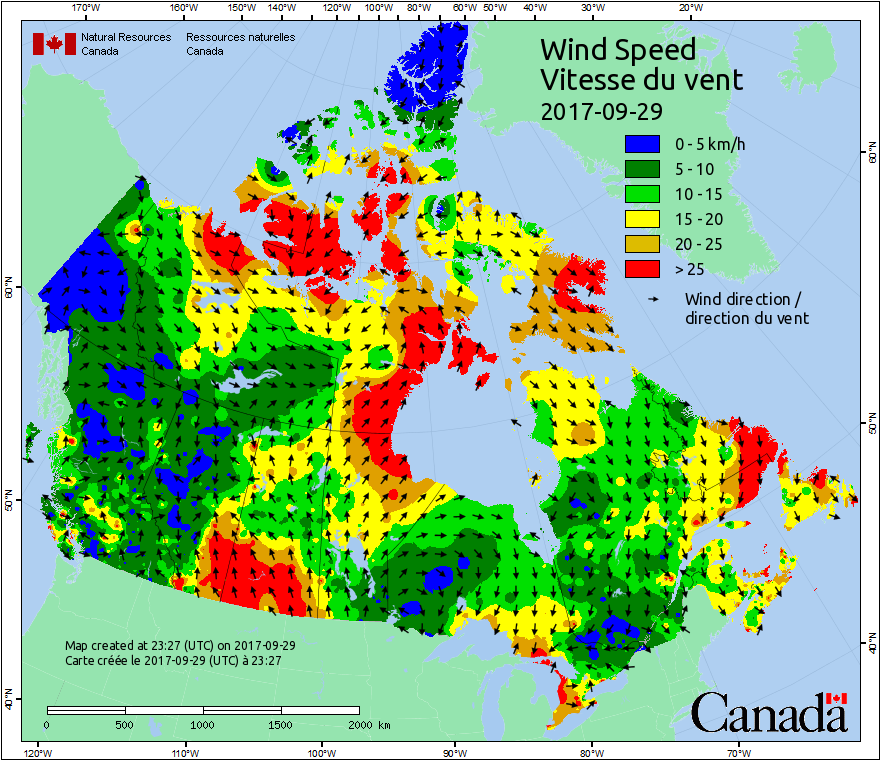 170°W 160°W 150°W 140°W 120°W 100°W 80°W 60°W 50°W 40°W 30°W 20°W
Natural Resources Ressources naturelles
Canada Canada
Wind Speed
Vitesse du vent
2017-09-29
0 - 5 km/h
5 - 10
10 - 15
15 - 20
20 - 25
> 25
Wind direction /
direction du vent
60°N
60°N
50°N
50°N
40°N
40°N
Map created at 23:27 (UTC) on 2017-09-29
Carte créée le 2017-09-29 (UTC) à 23:27
0 500 1000 1500 2000 km
Canada
120°W 110°W 100°W 90°W 80°W 70°W